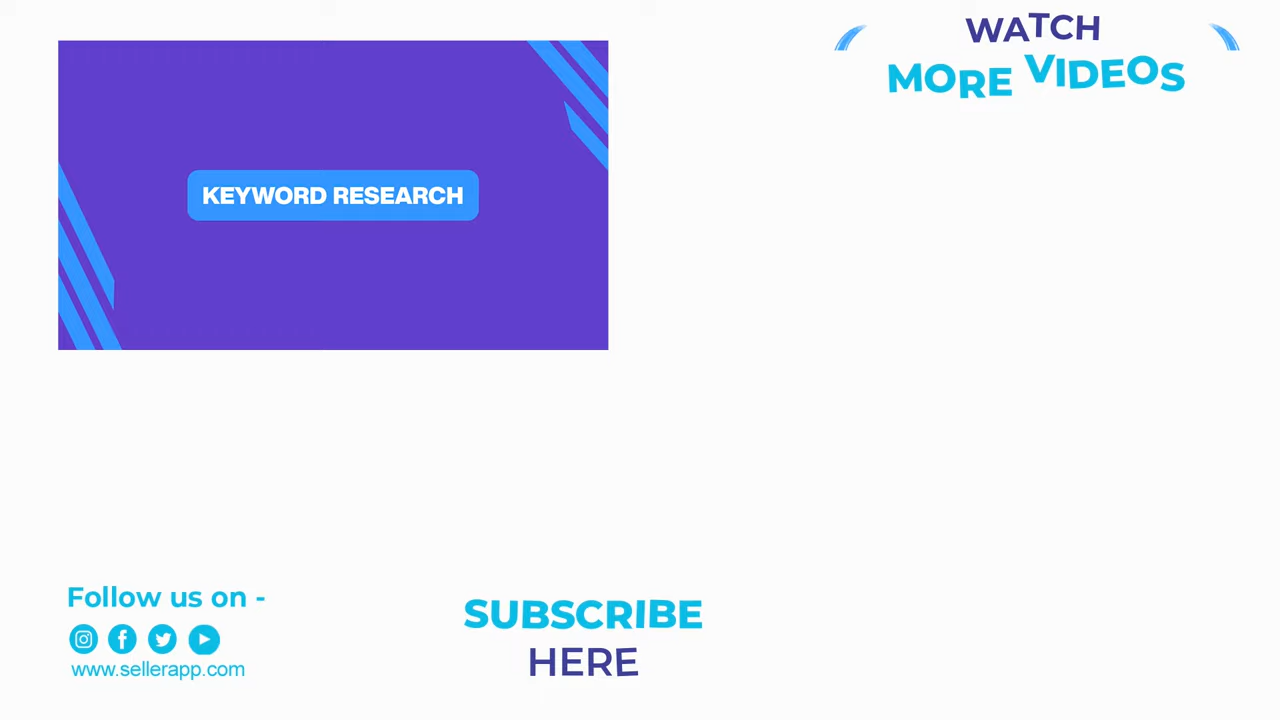 WATCH
MORE VIDEOS
KEYWORD RESEARCH
Follow us on -
www.sellerapp.com
SUBSCRIBE
HERE